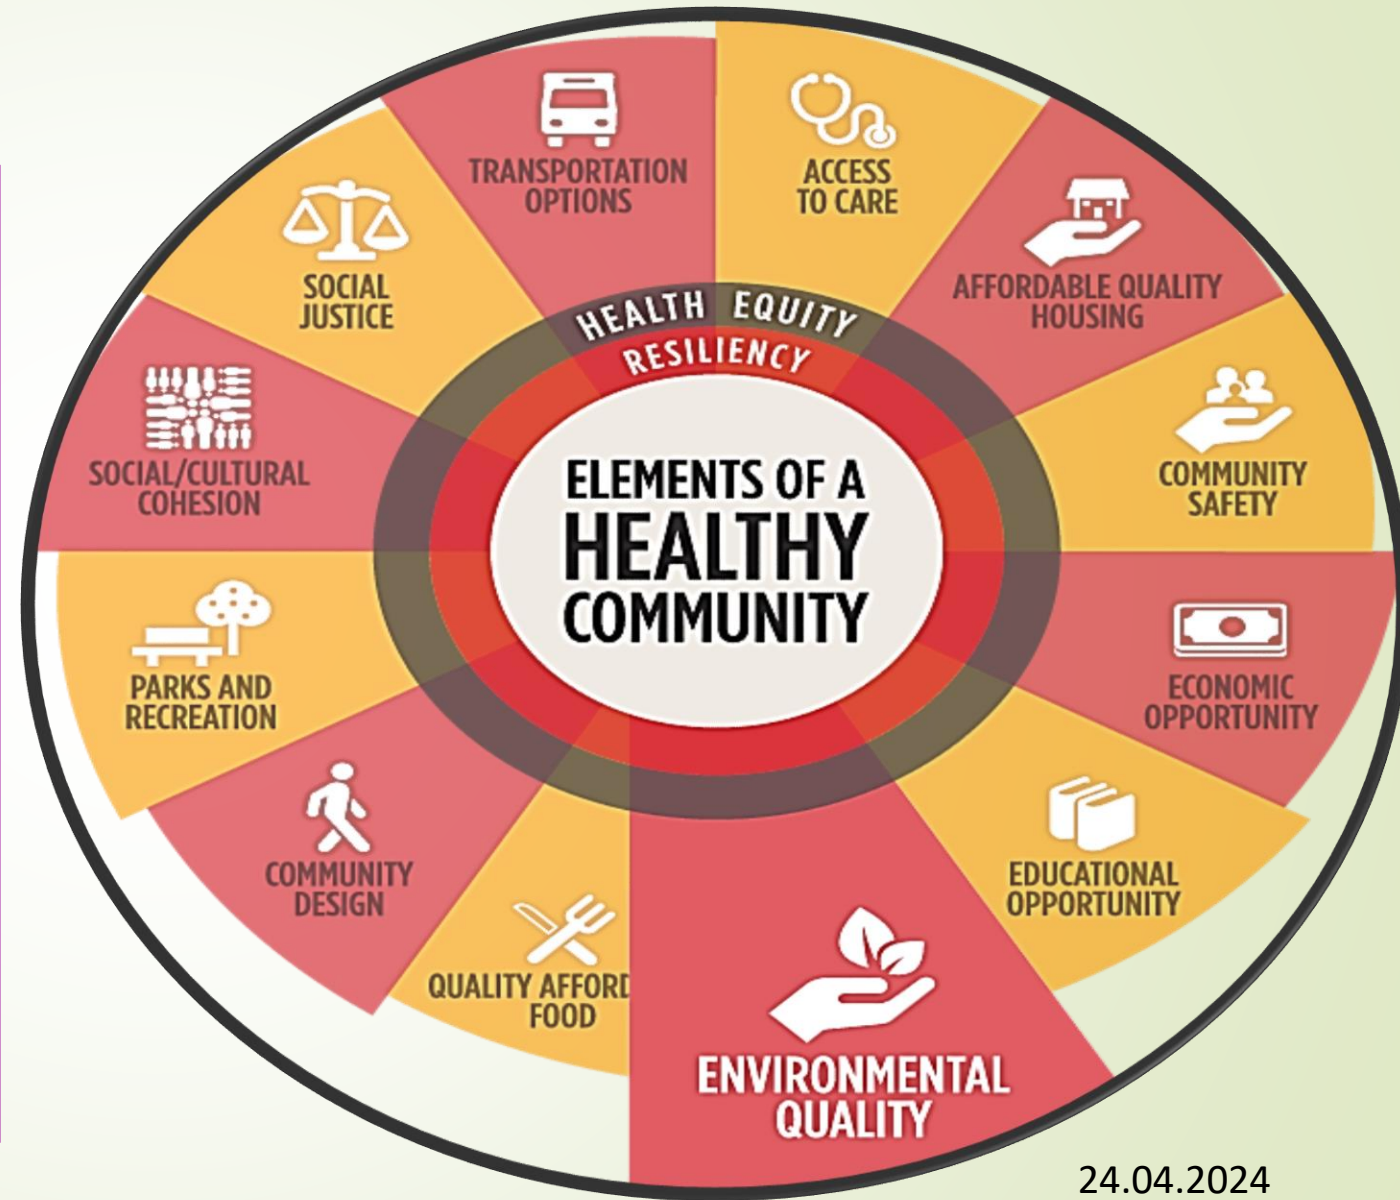 TRANSPORTATION
OPTIONS
ACCESS
TO CARE
AFFORDABLE QUALITY
HOUSING
COMMUNITY
SAFETY
ECONOMIC
OPPORTUNITY
EDUCATIONAL
OPPORTUNITY
ENVIRONMENTAL
QUALITY
QUALITY AFFORD
FOOD
COMMUNITY
DESIGN
PARKS AND
RECREATION
SOCIAL/CULTURAL
COHESION
SOCIAL
JUSTICE
HEALTH EQUITY
RESILIENCY
ELEMENTS OF A
HEALTHY
COMMUNITY
24.04.2024